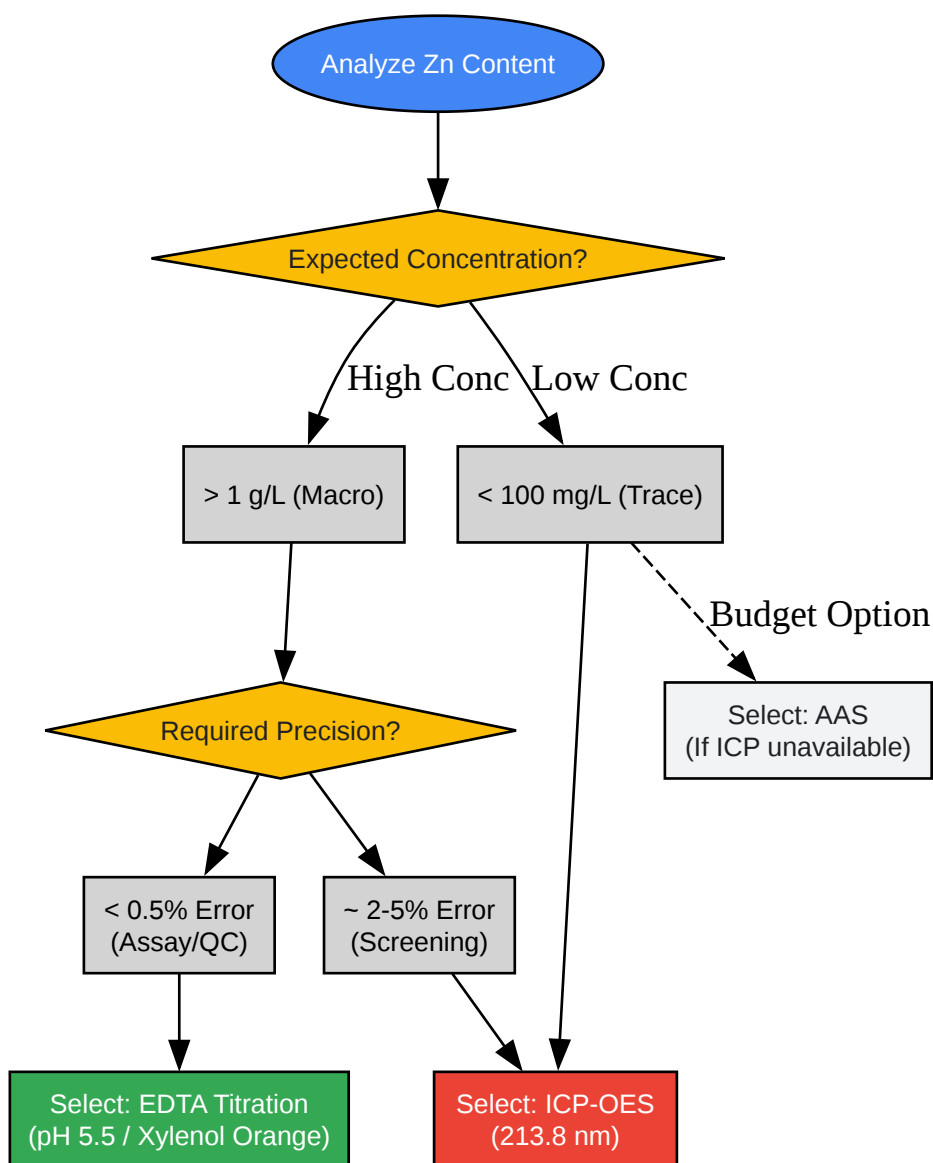 Analyze Zn Content
Expected Concentration?
High Conc
Low Conc
> 1 g/L (Macro)
< 100 mg/L (Trace)
Budget Option
Required Precision?
Select: AAS
(If ICP unavailable)
< 0.5% Error
(Assay/QC)
~ 2-5% Error
(Screening)
Select: EDTA Titration
(pH 5.5 / Xylenol Orange)
Select: ICP-OES
(213.8 nm)